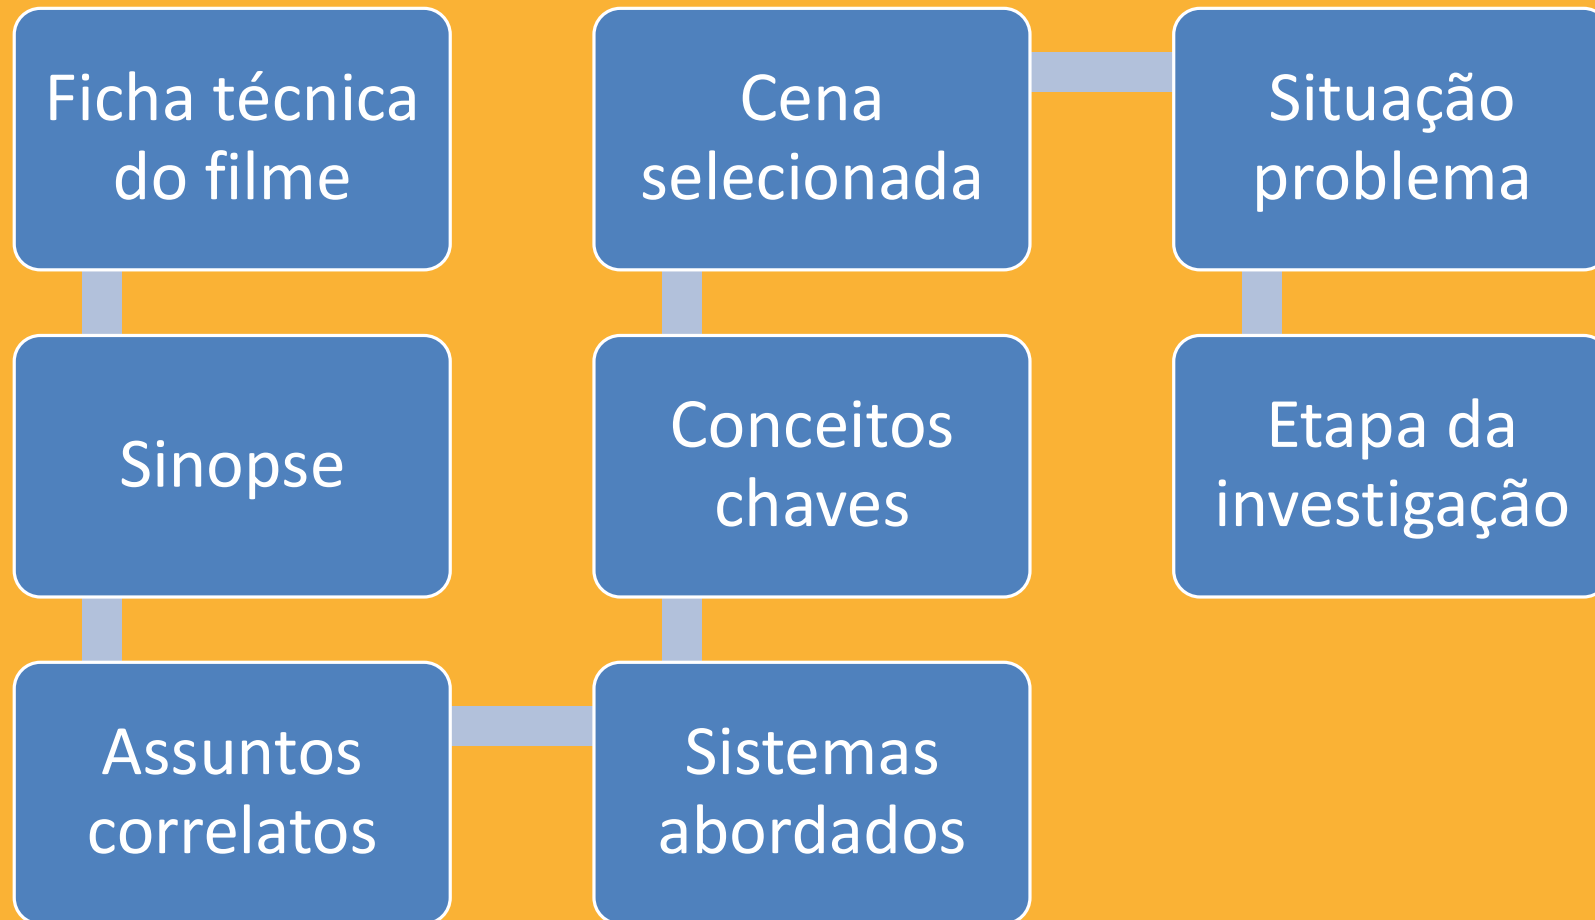 Ficha técnica
do filme
Sinopse
Assuntos
correlatos
Sistemas
abordados
Conceitos
chaves
Cena
selecionada
Situação
problema
Etapa da
investigação